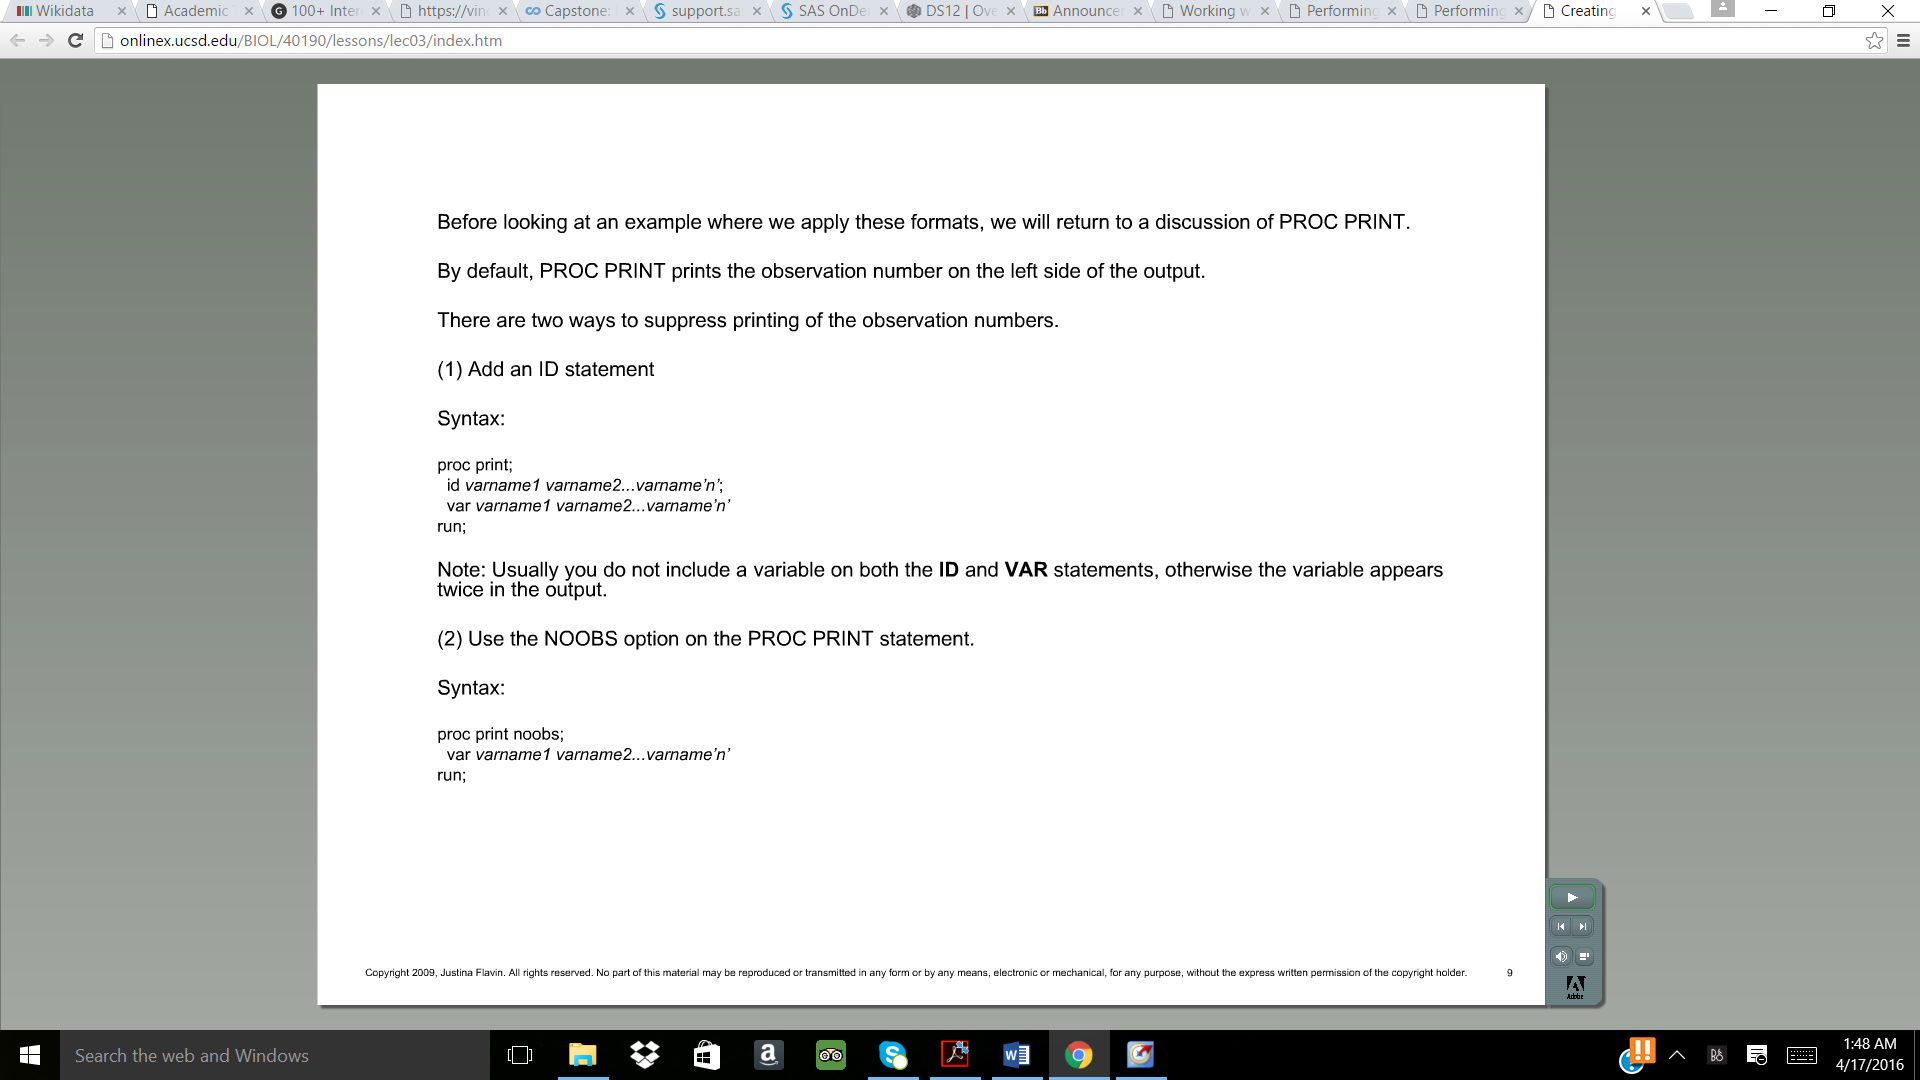 Wikidata
Academic
100+ Inter
https://vin
Capstone:
support.sa
SAS OnDe
DS12 | Ove
Announce
Working w
Performing
Performing
Creating
onlinex.ucsd.edu/BIOL/40190/lessons/lec03/index.htm
Before looking at an example where we apply these formats, we will return to a discussion of PROC PRINT.
By default, PROC PRINT prints the observation number on the left side of the output.
There are two ways to suppress printing of the observation numbers.
(1) Add an ID statement
Syntax:
proc print;
id varname1 varname2...varname’n’;
var varname1 varname2...varname’n’
run;
Note: Usually you do not include a variable on both the ID and VAR statements, otherwise the variable appears
twice in the output.
(2) Use the NOOBS option on the PROC PRINT statement.
Syntax:
proc print noobs;
var varname1 varname2...varname’n’
run;
Copyright 2009, Justina Flavin. All rights reserved. No part of this material may be reproduced or transmitted in any form or by any means, electronic or mechanical, for any purpose, without the express written permission of the copyright holder.
9
Adobe
Search the web and Windows
1:48 AM
4/17/2016